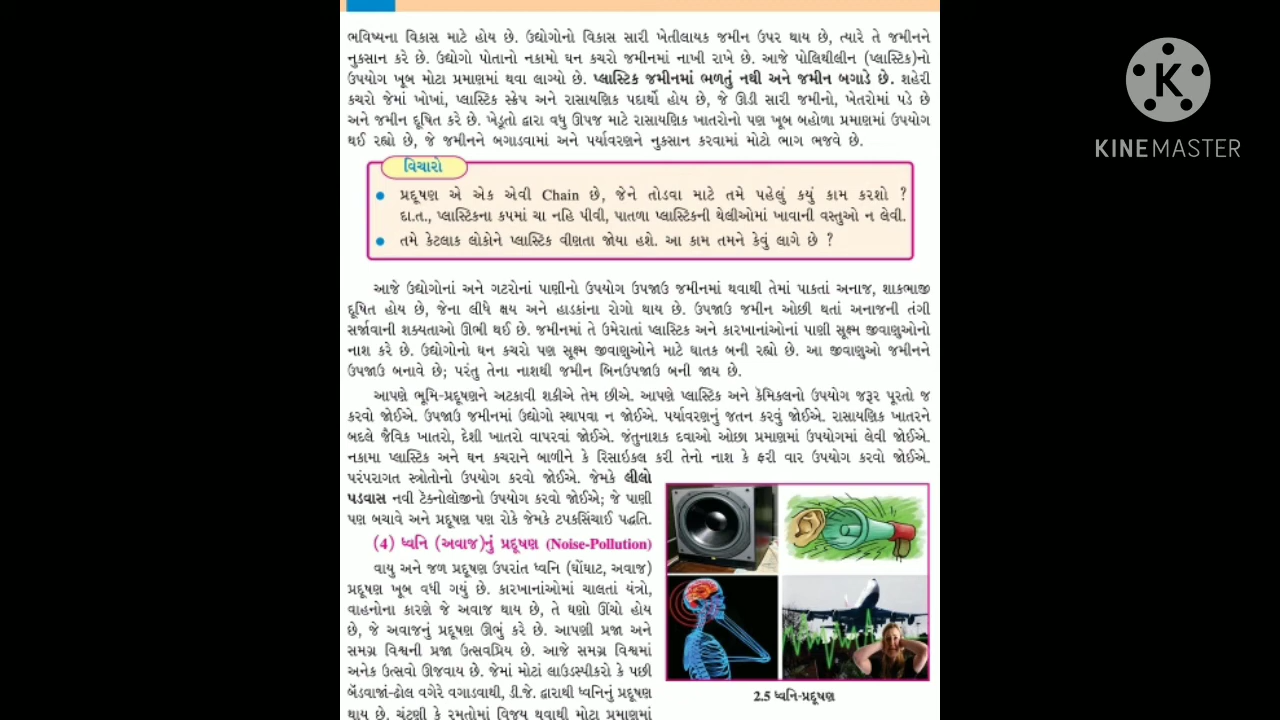 ભવિષ્યના વિકાસ માટે હોય છે. ઉદ્યોગોનો વિકાસ સારી ખેતીલાયક જમીન ઉપર થાય છે, ત્યારે તે જમીનને
નુકસાન કરે છે. ઉદ્યોગો પોતાનો નકામો ઘન કચરો જમીનમાં નાખી રાખે છે. આજે પોલિથીલીન (પ્લાસ્ટિક)નો
ઉપયોગ ખૂબ મોટા પ્રમાણમાં થવા લાગ્યો છે. પ્લાસ્ટિક જમીનમાં ભળતું નથી અને જમીન બગાડે છે. શહેરી
કચરો જેમાં ખોખાં, પ્લાસ્ટિક સ્ક્રેપ અને રાસાયણિક પદાર્થો હોય છે, જે ઊડી સારી જમીનો, ખેતરોમાં પડે છે
અને જમીન દૂષિત કરે છે. ખેડૂતો દ્વારા વધુ ઊપજ માટે રાસાયણિક ખાતરોનો પણ ખૂબ બહોળા પ્રમાણમાં ઉપયોગ
થઈ રહ્યો છે, જે જમીનને બગાડવામાં અને પર્યાવરણને નુકસાન કરવામાં મોટો ભાગ ભજવે છે.
વિચારો
• પ્રદૂષણ એ એક એવી Chain છે, જેને તોડવા માટે તમે પહેલું કયું કામ કરશો ?
દા.ત., પ્લાસ્ટિકના કપમાં ચા નહિ પીવી, પાતળા પ્લાસ્ટિકની થેલીઓમાં ખાવાની વસ્તુઓ ન લેવી.
• તમે કેટલાક લોકોને પ્લાસ્ટિક વીણતા જોયા હશે. આ કામ તમને કેવું લાગે છે ?
આજે ઉદ્યોગોનાં અને ગટરોનાં પાણીનો ઉપયોગ ઉપજાઉ જમીનમાં થવાથી તેમાં પાકતાં અનાજ, શાકભાજી
દૂષિત હોય છે, જેના લીધે ક્ષય અને હાડકાંના રોગો થાય છે. ઉપજાઉ જમીન ઓછી થતાં અનાજની તંગી
સર્જાવાની શક્યતાઓ ઊભી થઈ છે. જમીનમાં તે ઉમેરાતાં પ્લાસ્ટિક અને કારખાનાંઓનાં પાણી સૂક્ષ્મ જીવાણુઓનો
નાશ કરે છે. ઉદ્યોગોનો ઘન કચરો પણ સૂક્ષ્મ જીવાણુઓને માટે ઘાતક બની રહ્યો છે. આ જીવાણુઓ જમીનને
ઉપજાઉ બનાવે છે; પરંતુ તેના નાશથી જમીન બિનઉપજાઉ બની જાય છે.
આપણે ભૂમિ-પ્રદૂષણને અટકાવી શકીએ તેમ છીએ. આપણે પ્લાસ્ટિક અને કૅમિકલનો ઉપયોગ જરૂર પૂરતો જ
કરવો જોઈએ. ઉપજાઉ જમીનમાં ઉદ્યોગો સ્થાપવા ન જોઈએ. પર્યાવરણનું જતન કરવું જોઈએ. રાસાયણિક ખાતરને
બદલે જૈવિક ખાતરો, દેશી ખાતરો વાપરવાં જોઈએ. જંતુનાશક દવાઓ ઓછા પ્રમાણમાં ઉપયોગમાં લેવી જોઈએ.
નકામા પ્લાસ્ટિક અને ઘન કચરાને બાળીને કે રિસાઇકલ કરી તેનો નાશ કે ફરી વાર ઉપયોગ કરવો જોઈએ.
પરંપરાગત સ્ત્રોતોનો ઉપયોગ કરવો જોઈએ. જેમકે લીલો
પડવાસ નવી ટેક્નોલૉજીનો ઉપયોગ કરવો જોઈએ; જે પાણી
પણ બચાવે અને પ્રદૂષણ પણ રોકે જેમકે ટપકસિંચાઈ પદ્ધતિ.
(4) ધ્વનિ (અવાજ)નું પ્રદૂષણ (Noise-Pollution)
વાયુ અને જળ પ્રદૂષણ ઉપરાંત ધ્વનિ (ઘોંઘાટ, અવાજ)
પ્રદૂષણ ખૂબ વધી ગયું છે. કારખાનાંઓમાં ચાલતાં યંત્રો,
વાહનોના કારણે જે અવાજ થાય છે, તે ઘણો ઊંચો હોય
છે, જે અવાજનું પ્રદૂષણ ઊભું કરે છે. આપણી પ્રજા અને
સમગ્ર વિશ્વની પ્રજા ઉત્સવપ્રિય છે. આજે સમગ્ર વિશ્વમાં
અનેક ઉત્સવો ઊજવાય છે. જેમાં મોટાં લાઉડસ્પીકરો કે પછી
બૅંડવાજાં-ઢોલ વગેરે વગાડવાથી, ડી.જે. દ્વારાથી ધ્વનિનું પ્રદૂષણ
થાય છે. ચૂંટણી કે રમતોમાં વિજય થવાથી મોટા પ્રમાણમાં
2.5 ધ્વનિ-પ્રદૂષણ
K
KINEMASTER